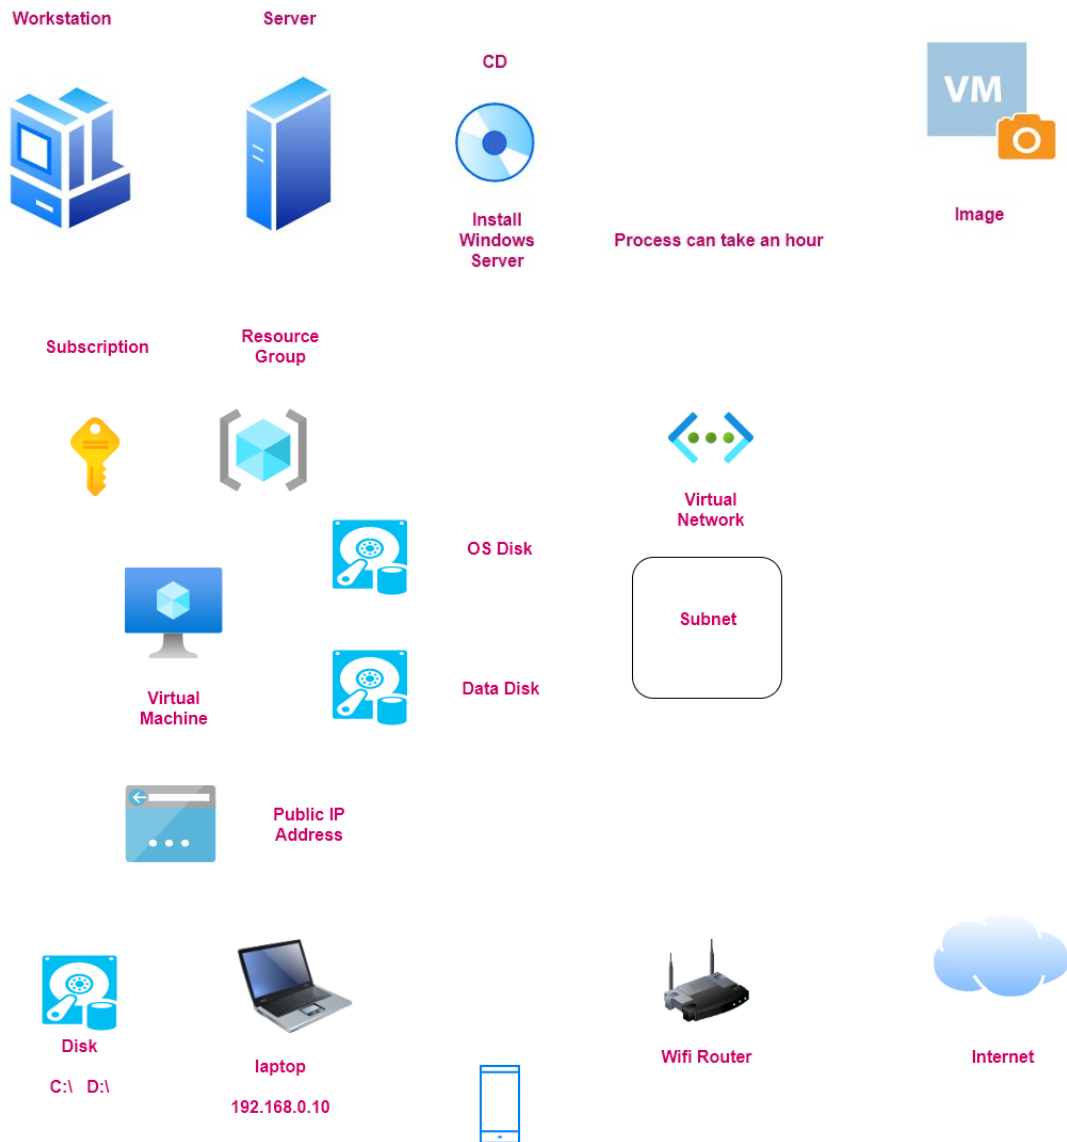 Workstation
Server
CD
VM
Image
Install
Windows
Server
Process can take an hour
Subscription
Resource
Group
Virtual
Network
OS Disk
Subnet
Data Disk
Virtual
Machine
Public IP
Address
Disk
C:\ D:\
laptop
192.168.0.10
Wifi Router
Internet